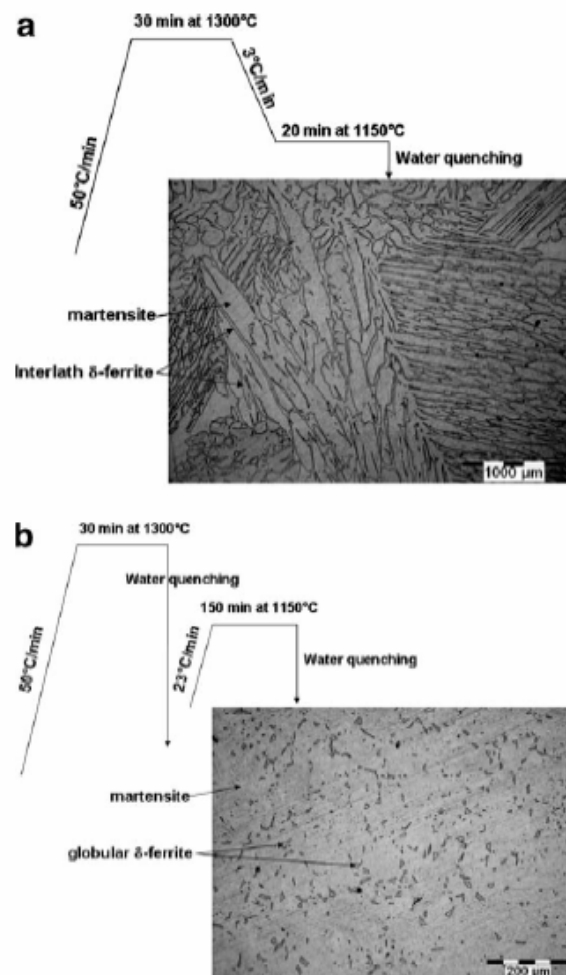 a
30 min at 1300°C
3°C/min
20 min at 1150°C
Water quenching
50°C/min
martensite
Interlath δ-ferrite
1000 µm
b
30 min at 1300°C
Water quenching
150 min at 1150°C
50°C/min
23°C/min
Water quenching
martensite
globular δ-ferrite
200 µm